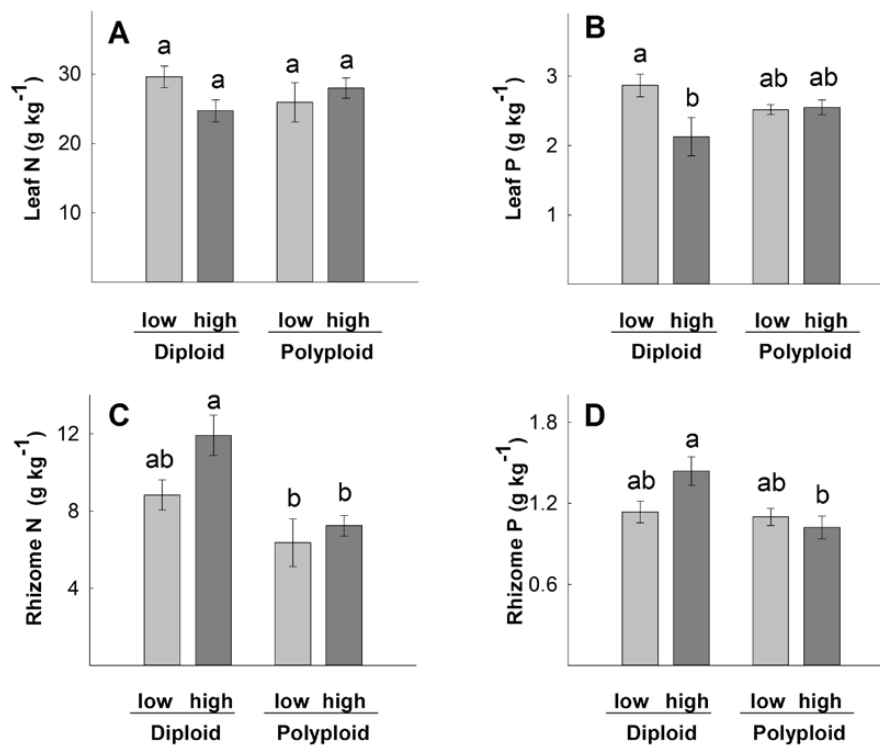 A
Leaf N (g kg⁻¹)
30
20
10
a a a a
low high low high
Diploid Polyploid
B
Leaf P (g kg⁻¹)
3
2
1
a b ab ab
low high low high
Diploid Polyploid
C
Rhizome N (g kg⁻¹)
12
8
4
ab a b b
low high low high
Diploid Polyploid
D
Rhizome P (g kg⁻¹)
1.8
1.2
0.6
ab a ab b
low high low high
Diploid Polyploid